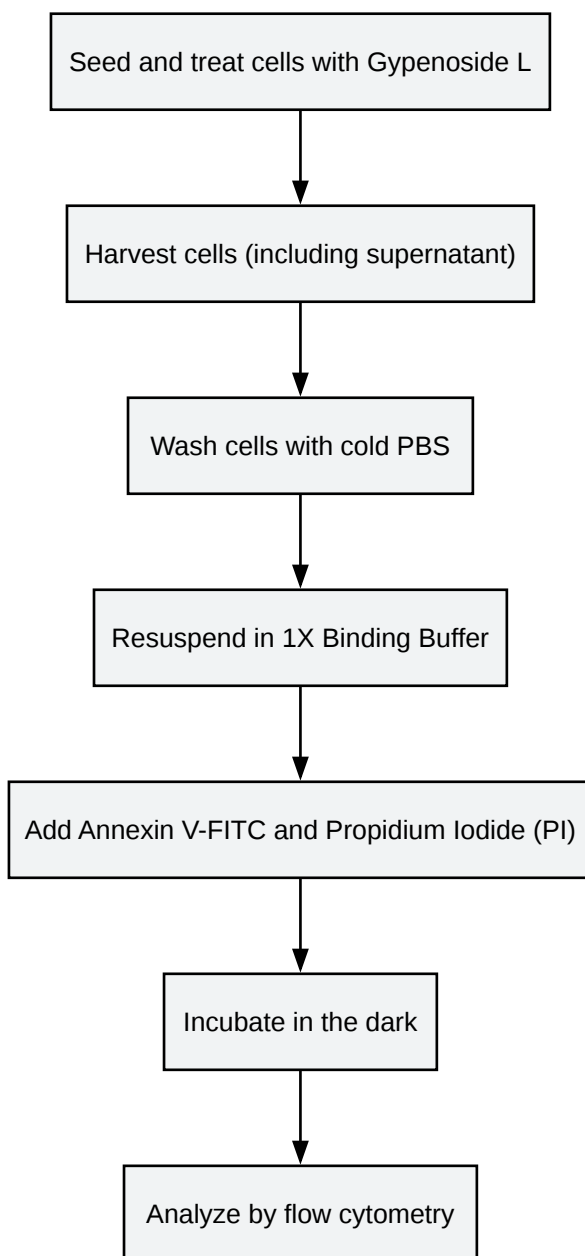 Seed and treat cells with Gypenoside L
Harvest cells (including supernatant)
Wash cells with cold PBS
Resuspend in 1X Binding Buffer
Add Annexin V-FITC and Propidium Iodide (PI)
Incubate in the dark
Analyze by flow cytometry